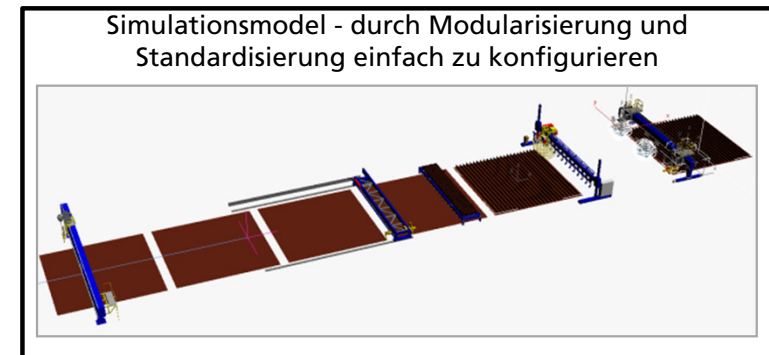 Simulationsmodel - durch Modularisierung und
Standardisierung einfach zu konfigurieren